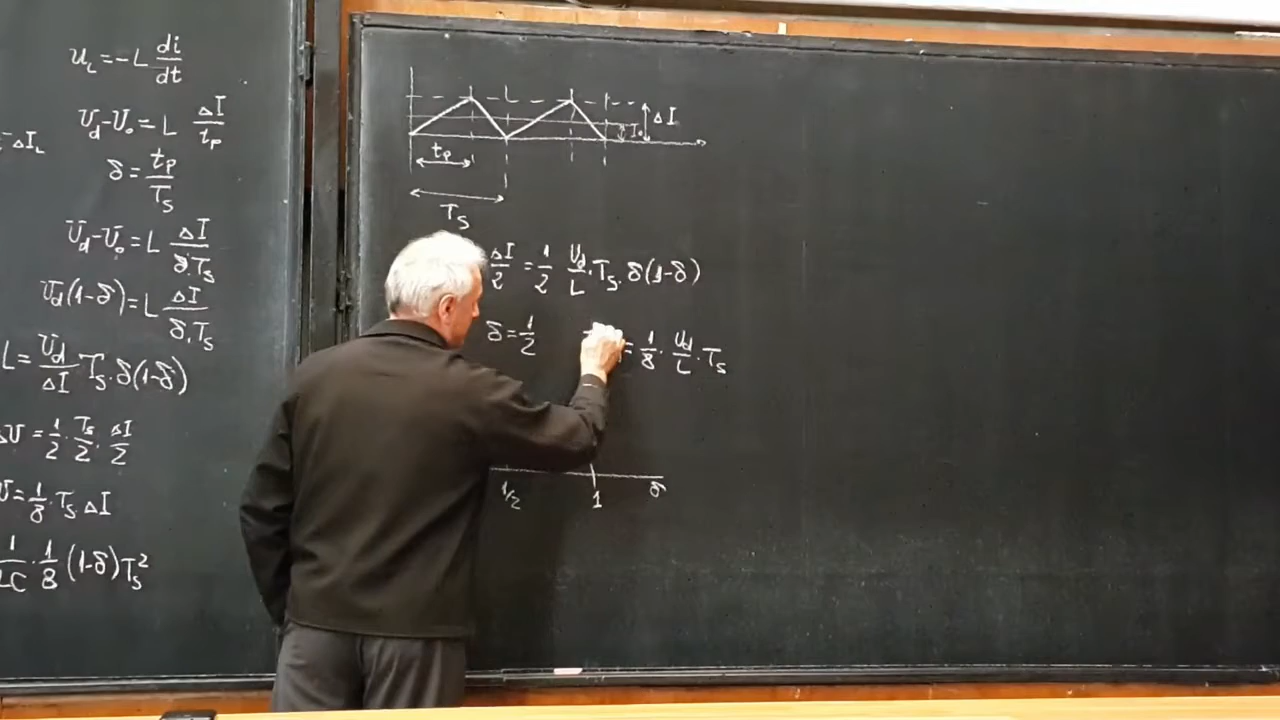 u_L = -L di/dt
U_d - U_o = L ΔI/t_p
-ΔI_L
δ = t_p/T_s
U_d - U_o = L ΔI/δ.T_s
U_d(1-δ) = L ΔI/δ.T_s
L = U_d/ΔI T_s.δ(1-δ)
ΔU = 1/2 . T_s/2 . ΔI/2
U = 1/8 . T_s ΔI
1/LC . 1/8 (1-δ)T_s²
ΔI
I_o
t_p
T_s
ΔI/2 = 1/2 U_d/L . T_s. δ(1-δ)
δ = 1/2
= 1/8 . U_d/L . T_s
1/2 1 δ